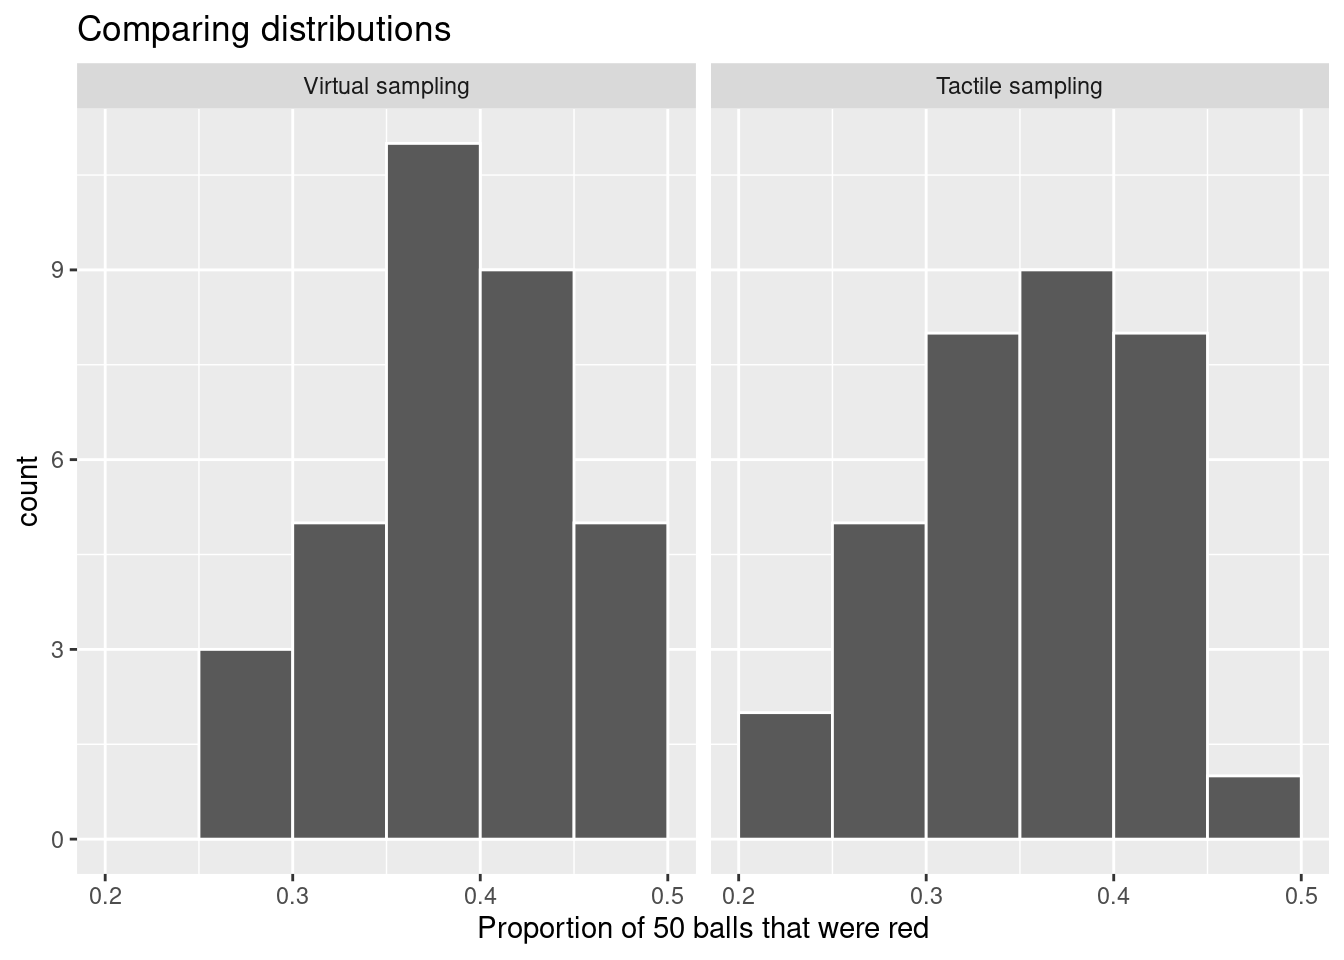 Comparing distributions
Virtual sampling
Tactile sampling
9
6
3
0
count
0.2 0.3 0.4 0.5
0.2 0.3 0.4 0.5
Proportion of 50 balls that were red